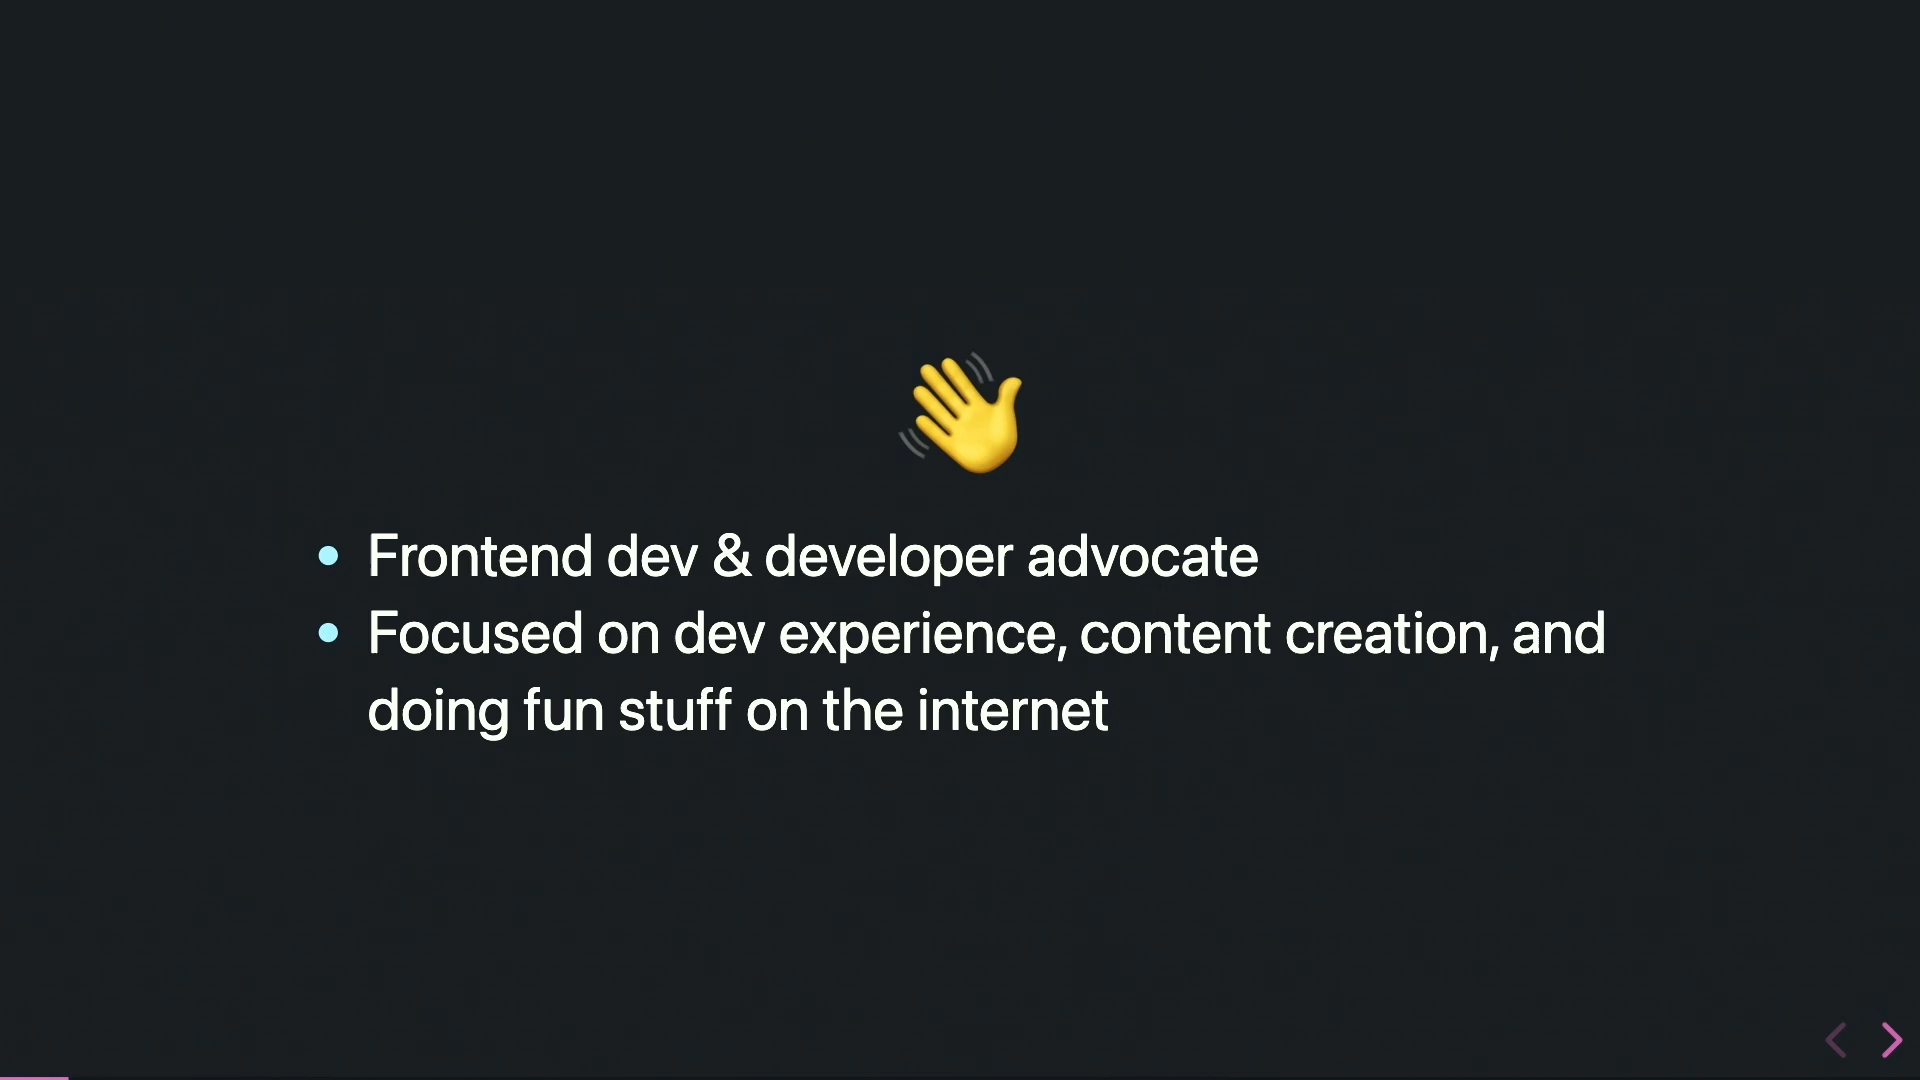 Frontend dev & developer advocate
Focused on dev experience, content creation, and
doing fun stuff on the internet